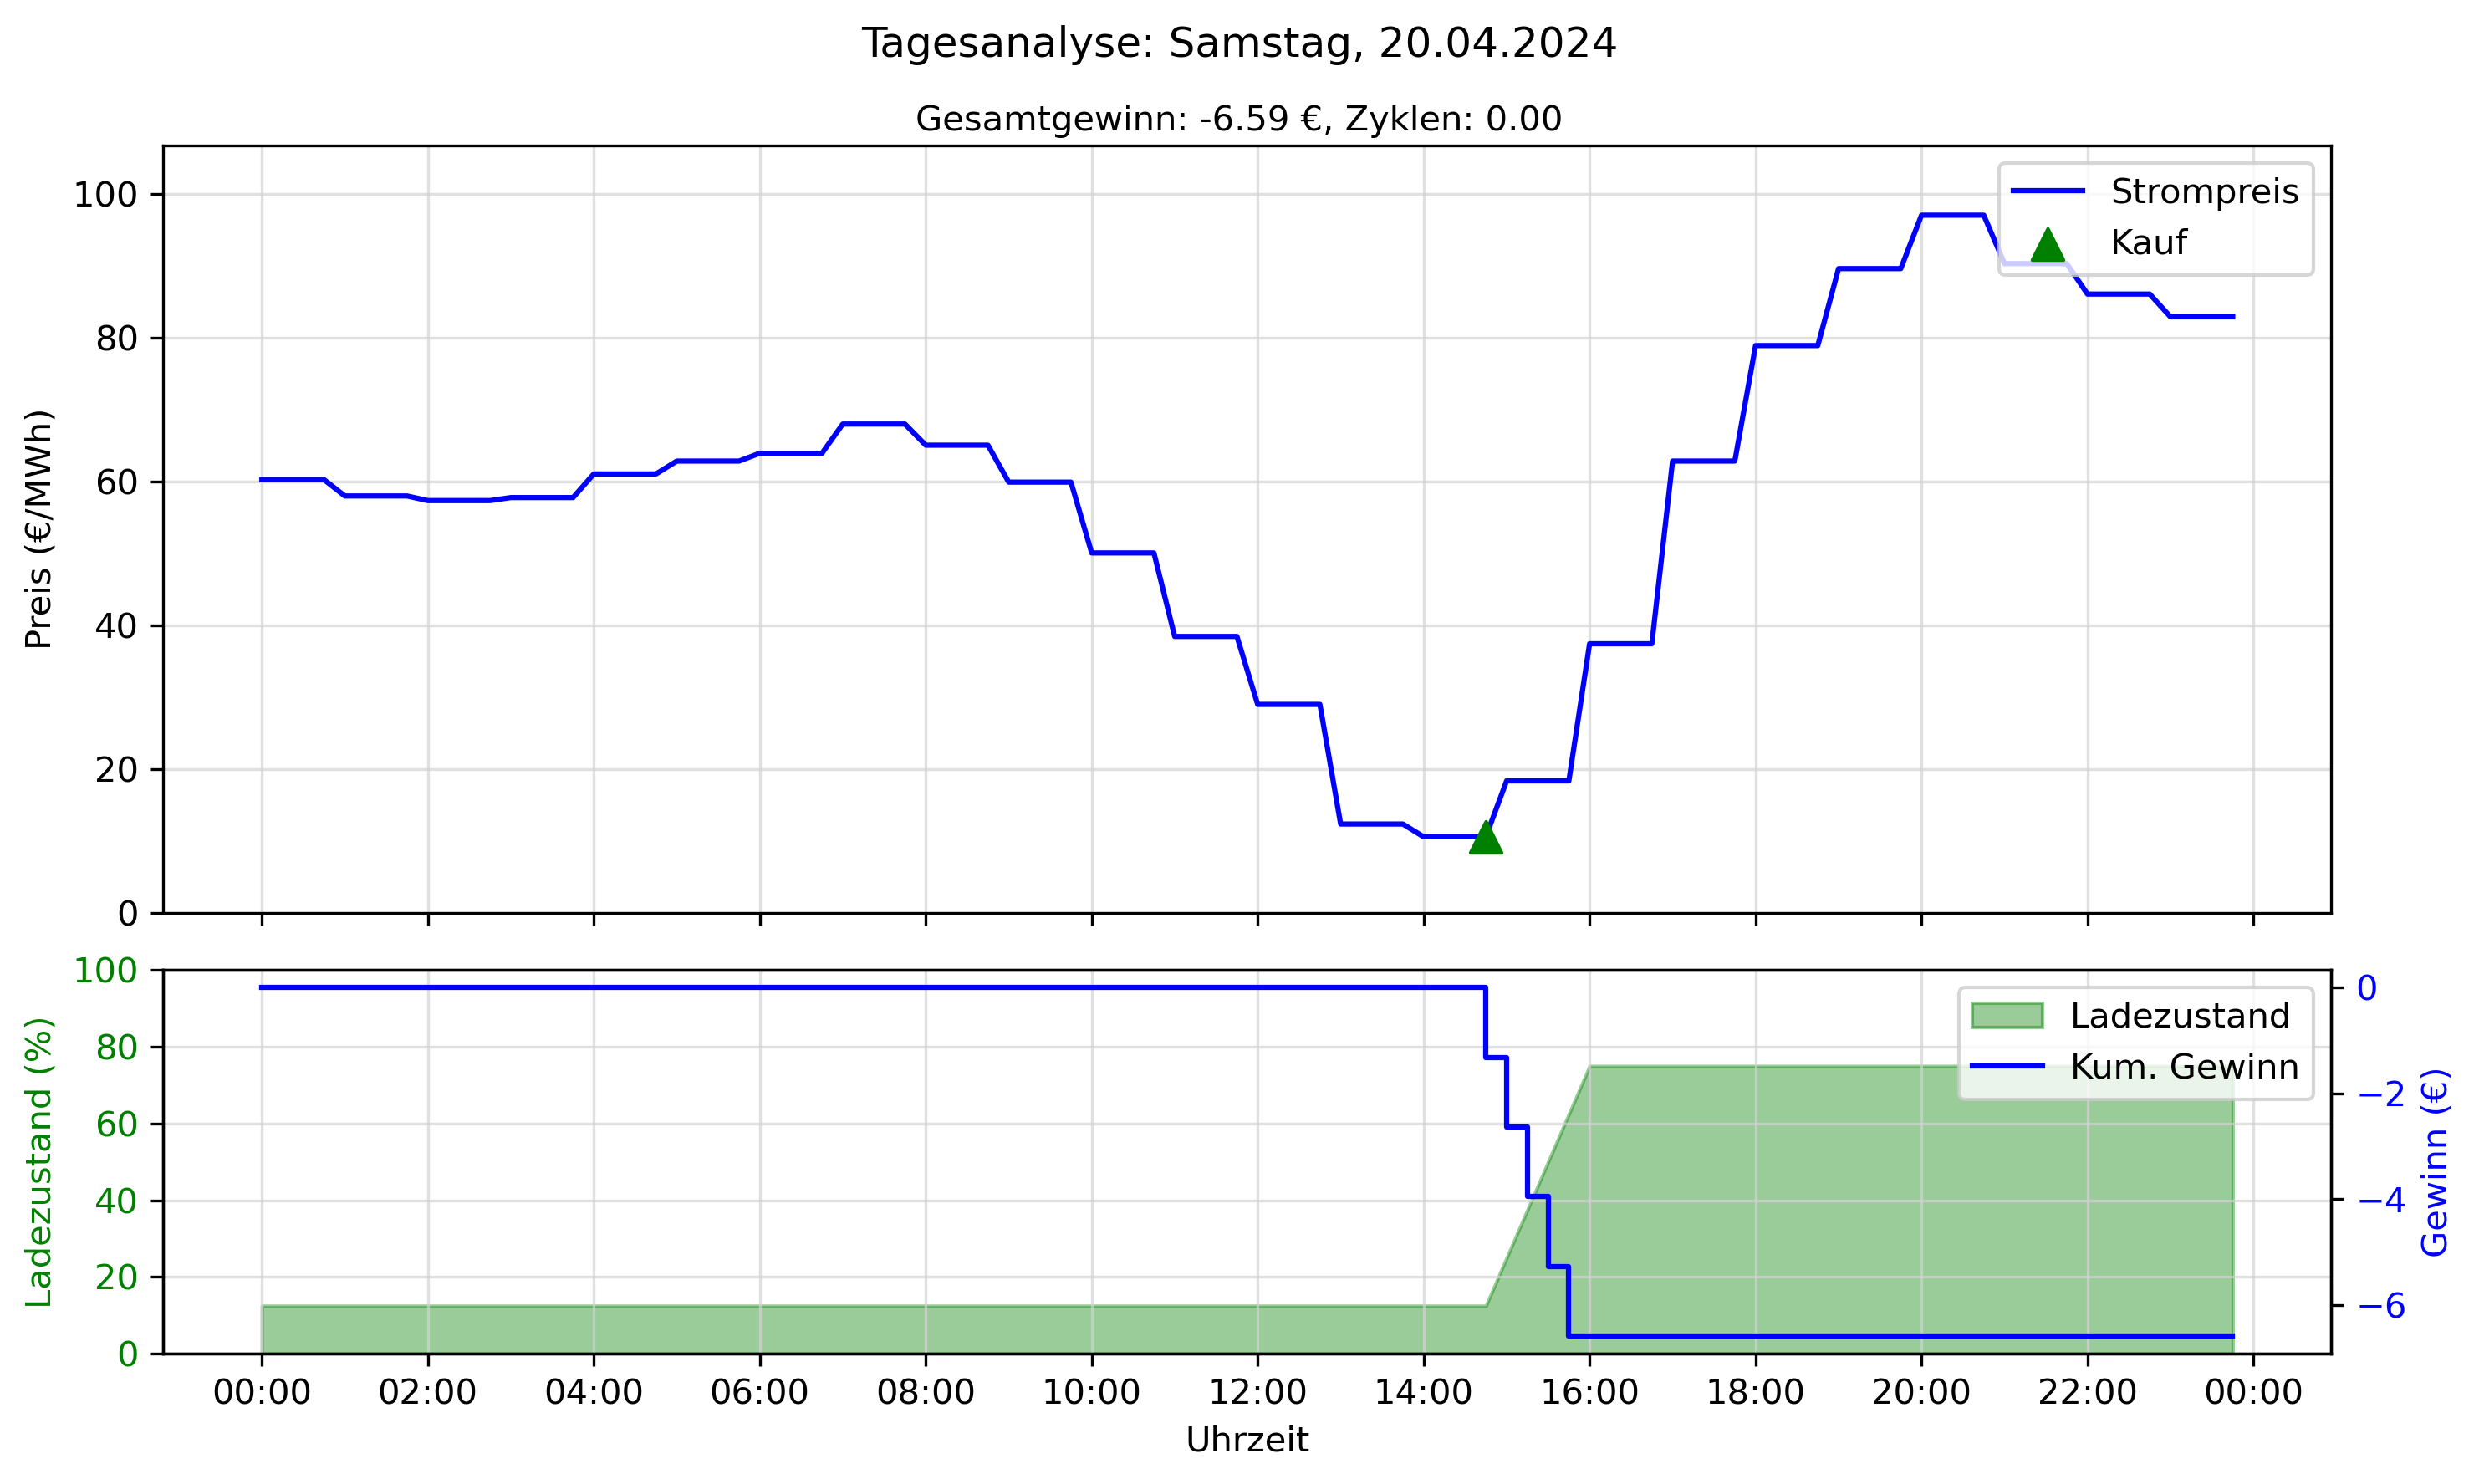 Tagesanalyse: Samstag, 20.04.2024
Gesamtgewinn: -6.59 €, Zyklen: 0.00
Preis (€/MWh)
100
80
60
40
20
0
Strompreis
Kauf
Ladezustand (%)
100
80
60
40
20
0
Ladezustand
Kum. Gewinn
0
−2
−4
−6
Gewinn (€)
00:00 02:00 04:00 06:00 08:00 10:00 12:00 14:00 16:00 18:00 20:00 22:00 00:00
Uhrzeit